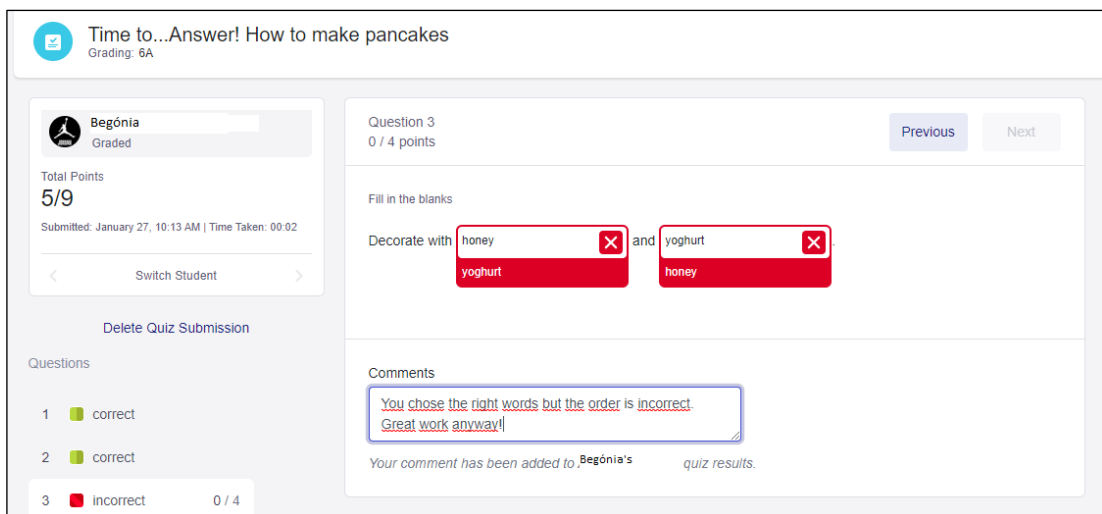 Time to...Answer! How to make pancakes
Grading: 6A
Begónia
Graded
Total Points
5/9
Submitted: January 27, 10:13 AM | Time Taken: 00:02
Switch Student
Delete Quiz Submission
Questions
1 correct
2 correct
3 incorrect 0 / 4
Question 3
0 / 4 points
Previous Next
Fill in the blanks
Decorate with honey and yoghurt.
yoghurt honey
Comments
You chose the right words but the order is incorrect.
Great work anyway!
Your comment has been added to Begónia's quiz results.